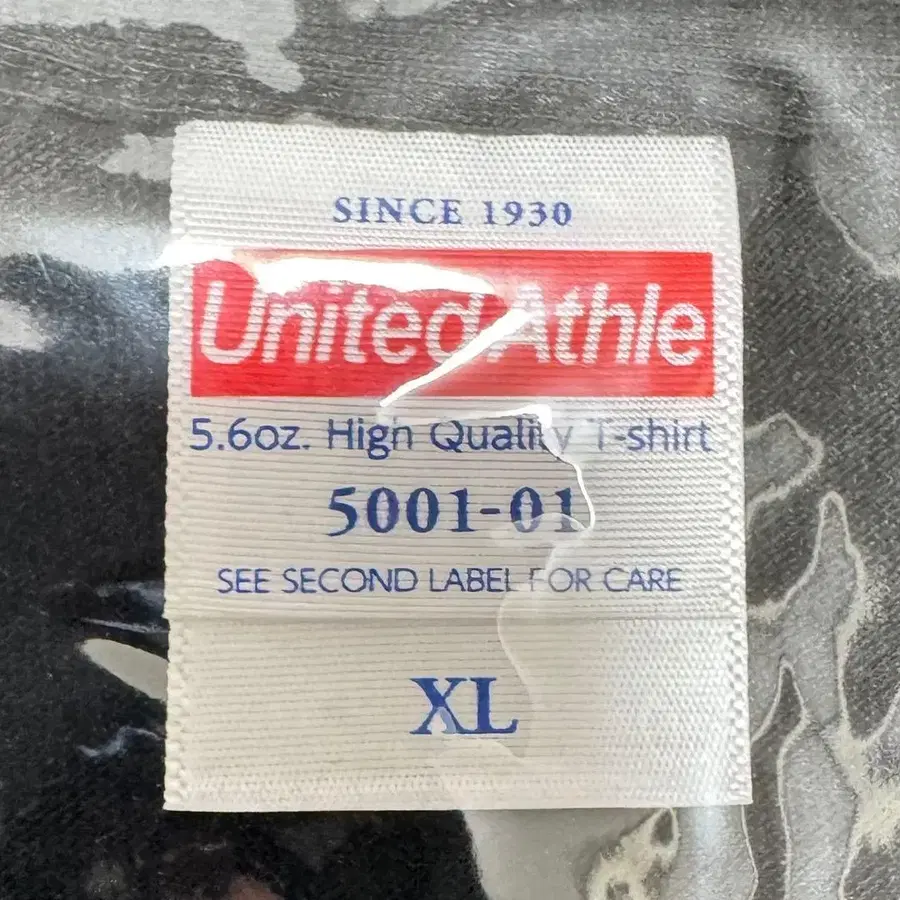 SINCE 1930
United Athle
5.6oz. High Quality T-shirt
5001-01
SEE SECOND LABEL FOR CARE
XL